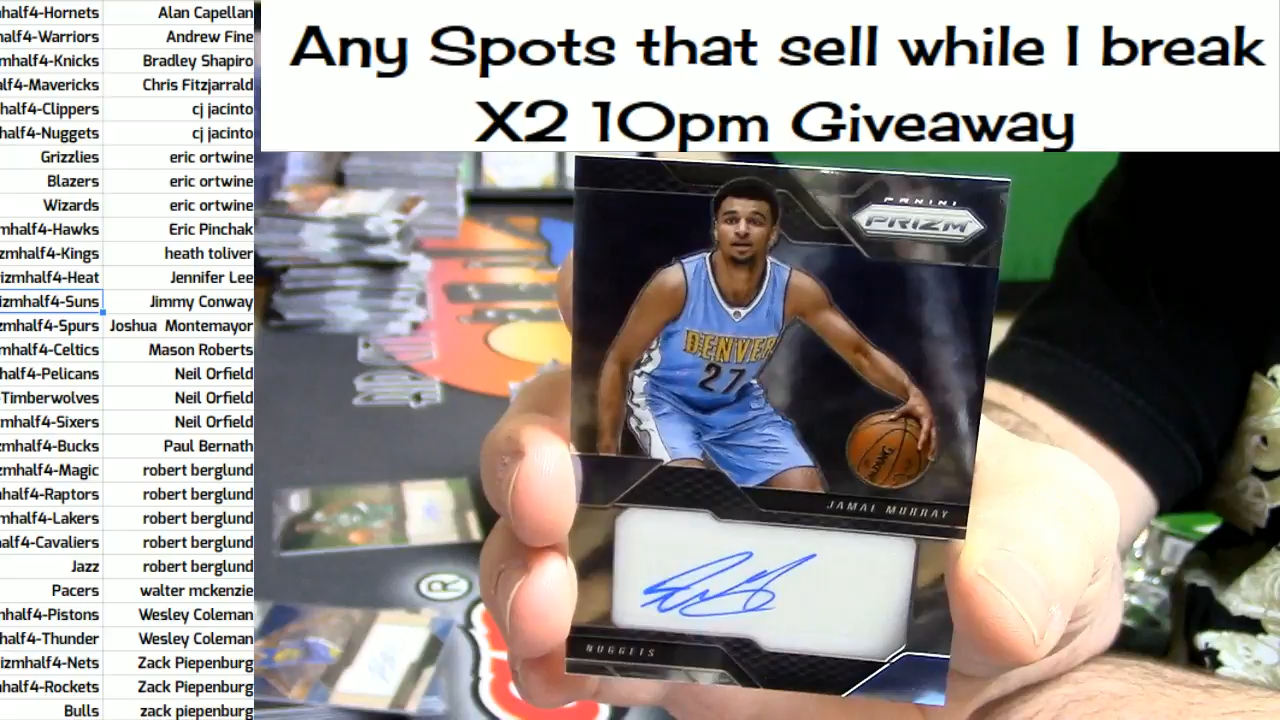 half4-Hornets Alan Capellan
half4-Warriors Andrew Fine
mhalf4-Knicks Bradley Shapiro
alf4-Mavericks Chris Fitzjarrald
half4-Clippers cj jacinto
half4-Nuggets cj jacinto
Grizzlies eric ortwine
Blazers eric ortwine
Wizards eric ortwine
mhalf4-Hawks Eric Pinchak
zmhalf4-Kings heath toliver
izmhalf4-Heat Jennifer Lee
izmhalf4-Suns Jimmy Conway
zmhalf4-Spurs Joshua Montemayor
mhalf4-Celtics Mason Roberts
half4-Pelicans Neil Orfield
-Timberwolves Neil Orfield
mhalf4-Sixers Neil Orfield
zmhalf4-Bucks Paul Bernath
zmhalf4-Magic robert berglund
half4-Raptors robert berglund
mhalf4-Lakers robert berglund
alf4-Cavaliers robert berglund
Jazz robert berglund
Pacers walter mckenzie
half4-Pistons Wesley Coleman
half4-Thunder Wesley Coleman
izmhalf4-Nets Zack Piepenburg
half4-Rockets Zack Piepenburg
Bulls zack piepenburg
Any Spots that sell while I break
X2 10pm Giveaway
PANINI
PRIZM
DENVER
27
SPALDING
JAMAL MURRAY
NUGGETS
®